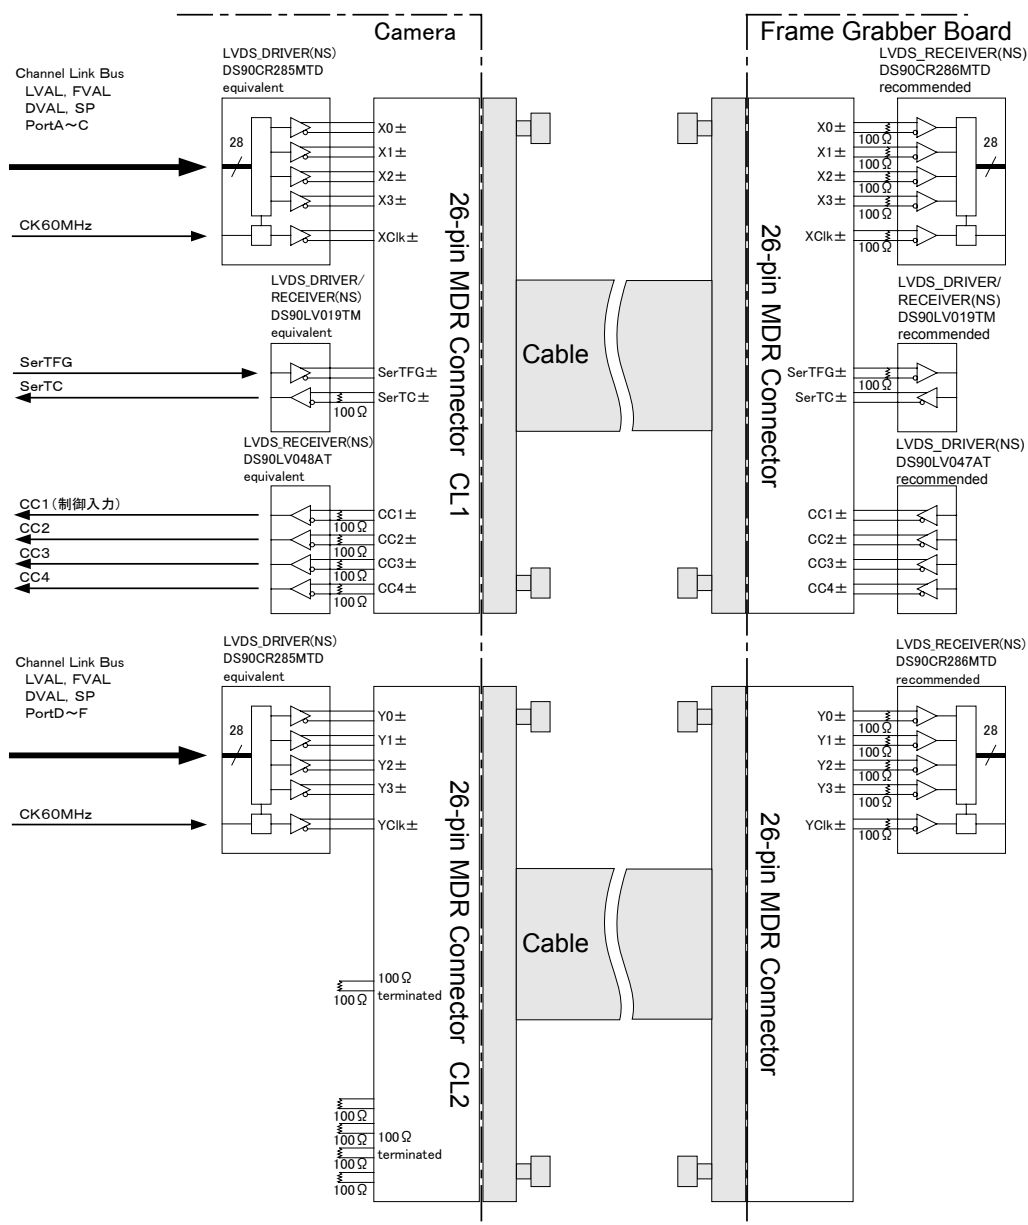 Camera
Frame Grabber Board
LVDS_DRIVER(NS)
DS90CR285MTD
equivalent
LVDS_RECEIVER(NS)
DS90CR286MTD
recommended
Channel Link Bus
LVAL, FVAL
DVAL, SP
PortA～C
28
X0±
X1±
X2±
X3±
XClk±
CK60MHz
26-pin MDR Connector CL1
X0±
X1±
X2±
X3±
XClk±
100Ω
100Ω
100Ω
100Ω
100Ω
28
26-pin MDR Connector
LVDS_DRIVER/
RECEIVER(NS)
DS90LV019TM
equivalent
LVDS_DRIVER/
RECEIVER(NS)
DS90LV019TM
recommended
Cable
SerTFG
SerTC
SerTFG±
SerTC±
100Ω
SerTFG±
SerTC±
100Ω
LVDS_RECEIVER(NS)
DS90LV048AT
equivalent
LVDS_DRIVER(NS)
DS90LV047AT
recommended
CC1（制御入力）
CC2
CC3
CC4
100Ω
100Ω
100Ω
100Ω
CC1±
CC2±
CC3±
CC4±
CC1±
CC2±
CC3±
CC4±
LVDS_DRIVER(NS)
DS90CR285MTD
equivalent
LVDS_RECEIVER(NS)
DS90CR286MTD
recommended
Channel Link Bus
LVAL, FVAL
DVAL, SP
PortD～F
28
Y0±
Y1±
Y2±
Y3±
YClk±
CK60MHz
26-pin MDR Connector CL2
Y0±
Y1±
Y2±
Y3±
YClk±
100Ω
100Ω
100Ω
100Ω
100Ω
28
26-pin MDR Connector
Cable
100Ω
100Ω
terminated
100Ω
100Ω
100Ω
100Ω
100Ω
terminated